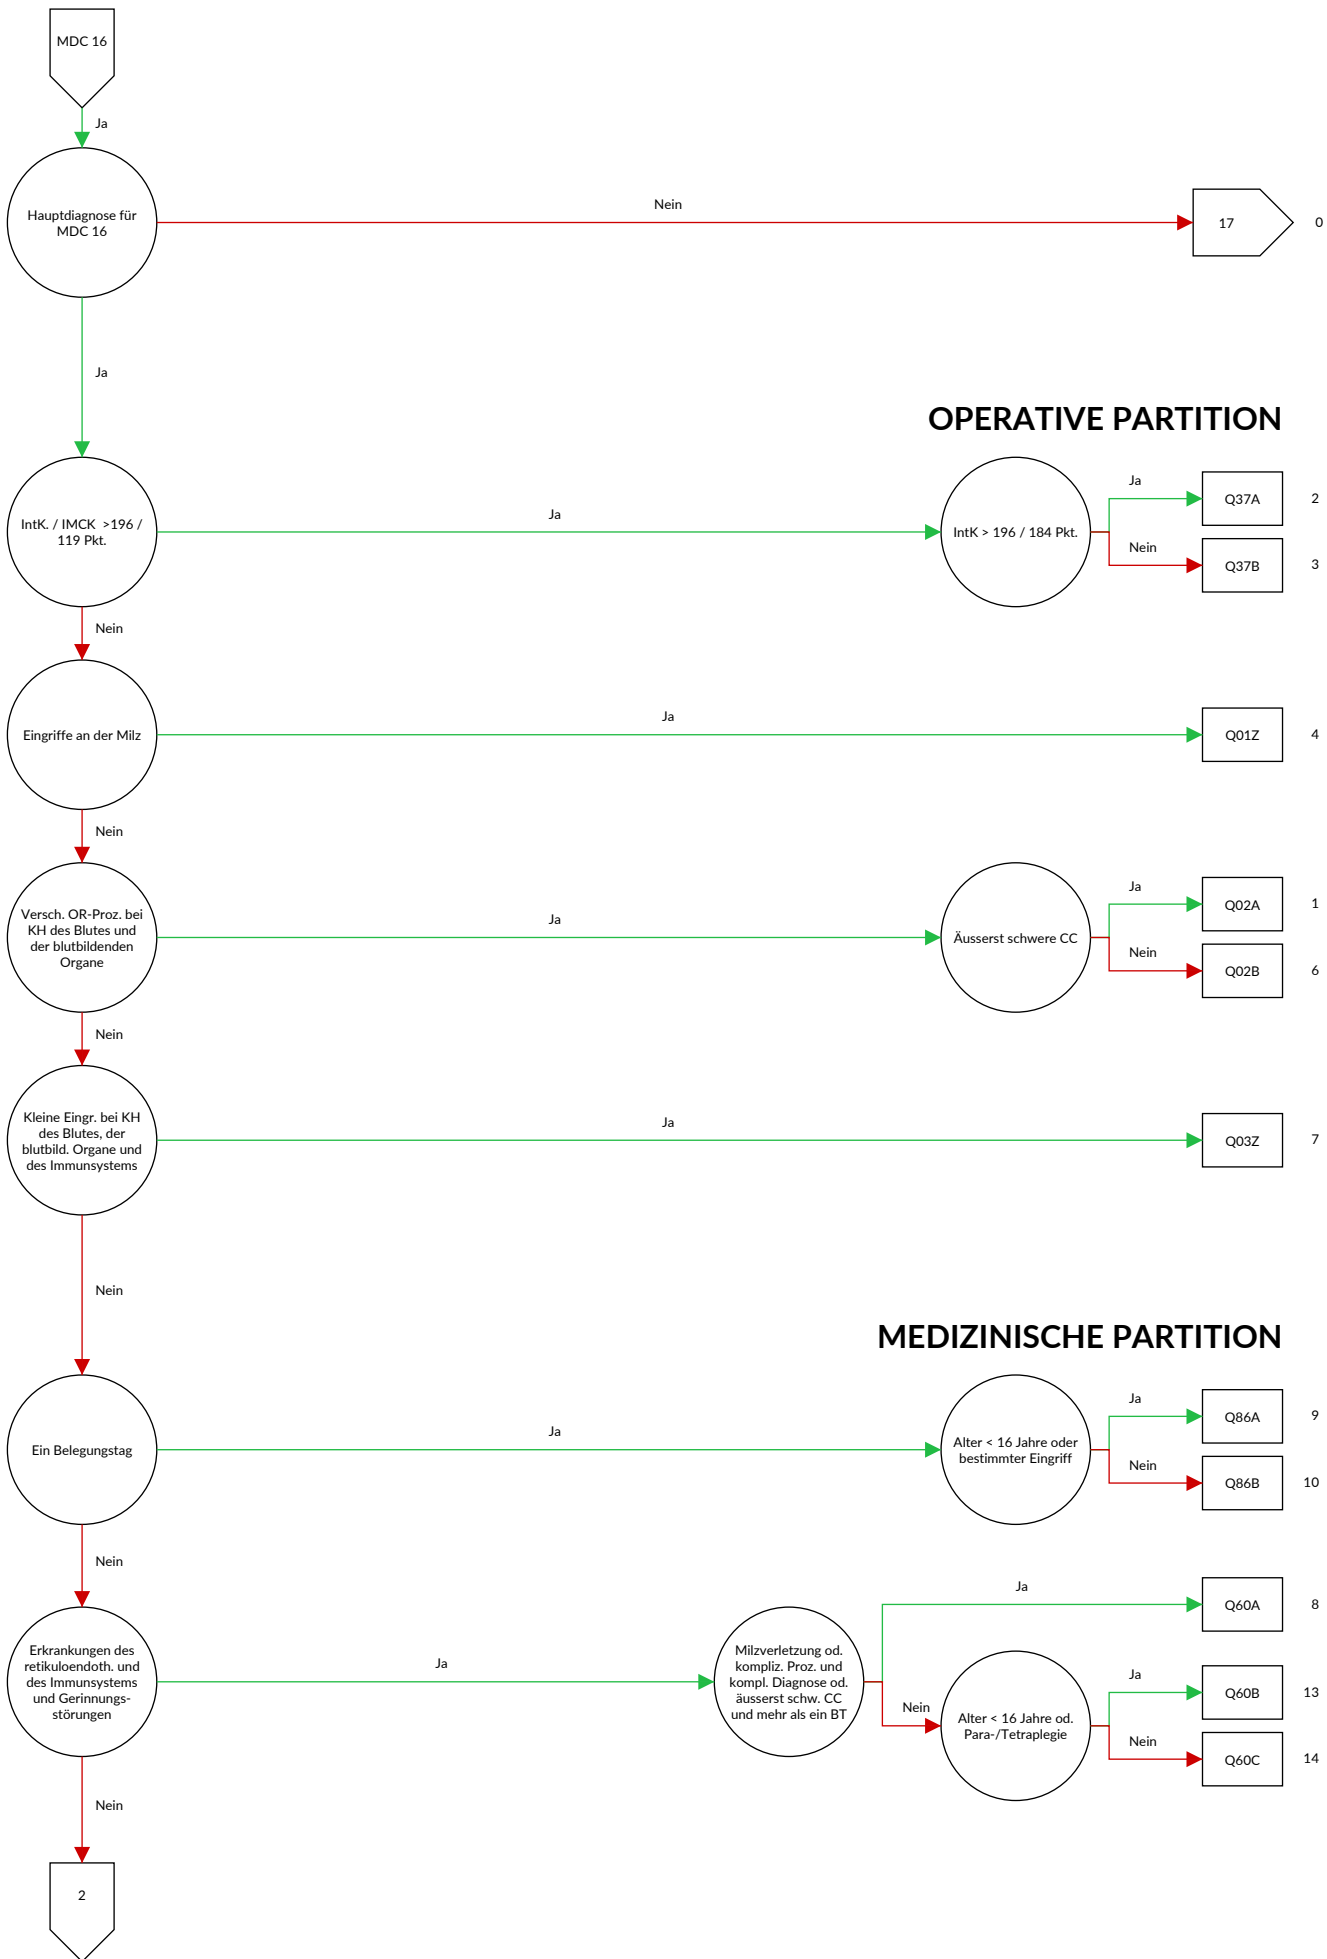 MDC 16
Ja
Hauptdiagnose für
MDC 16
Nein
17
0
Ja
OPERATIVE PARTITION
IntK. / IMCK >196 /
119 Pkt.
Ja
IntK > 196 / 184 Pkt.
Ja
Q37A
2
Nein
Q37B
3
Nein
Eingriffe an der Milz
Ja
Q01Z
4
Nein
Versch. OR-Proz. bei
KH des Blutes und
der blutbildenden
Organe
Ja
Äusserst schwere CC
Ja
Q02A
1
Nein
Q02B
6
Nein
Kleine Eingr. bei KH
des Blutes, der
blutbild. Organe und
des Immunsystems
Ja
Q03Z
7
Nein
MEDIZINISCHE PARTITION
Ein Belegungstag
Ja
Alter < 16 Jahre oder
bestimmter Eingriff
Ja
Q86A
9
Nein
Q86B
10
Nein
Erkrankungen des
retikuloendoth. und
des Immunsystems
und Gerinnungs-
störungen
Ja
Milzverletzung od.
kompliz. Proz. und
kompl. Diagnose od.
äusserst schw. CC
und mehr als ein BT
Ja
Q60A
8
Nein
Alter < 16 Jahre od.
Para-/Tetraplegie
Ja
Q60B
13
Nein
Q60C
14
Nein
2